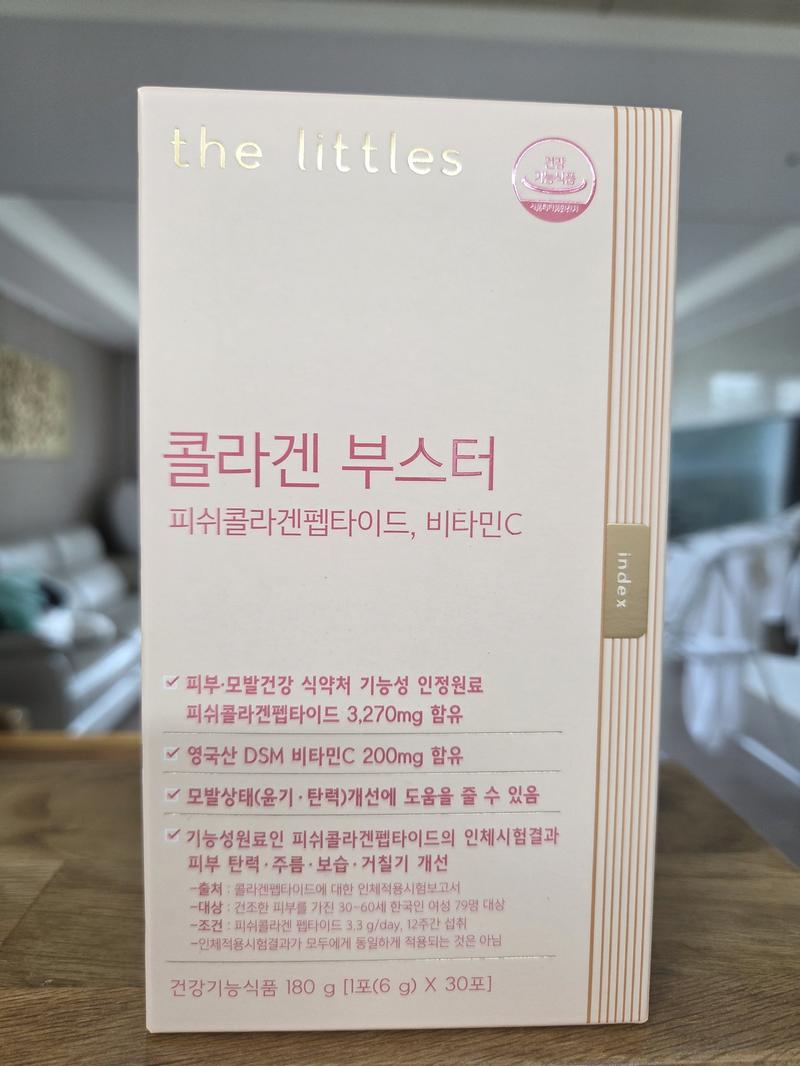 the littles
건강
기능식품
식품의약품안전처
콜라겐 부스터
피쉬콜라겐펩타이드, 비타민C
index
피부·모발건강 식약처 기능성 인정원료
피쉬콜라겐펩타이드 3,270mg 함유
영국산 DSM 비타민C 200mg 함유
모발상태(윤기·탄력)개선에 도움을 줄 수 있음
기능성원료인 피쉬콜라겐펩타이드의 인체시험결과
피부 탄력·주름·보습·거칠기 개선
-출처 : 콜라겐펩타이드에 대한 인체적용시험보고서
-대상 : 건조한 피부를 가진 30~60세 한국인 여성 79명 대상
-조건 : 피쉬콜라겐 펩타이드 3.3 g/day, 12주간 섭취
-인체적용시험결과가 모두에게 동일하게 적용되는 것은 아님
건강기능식품 180 g [1포(6 g) X 30포]